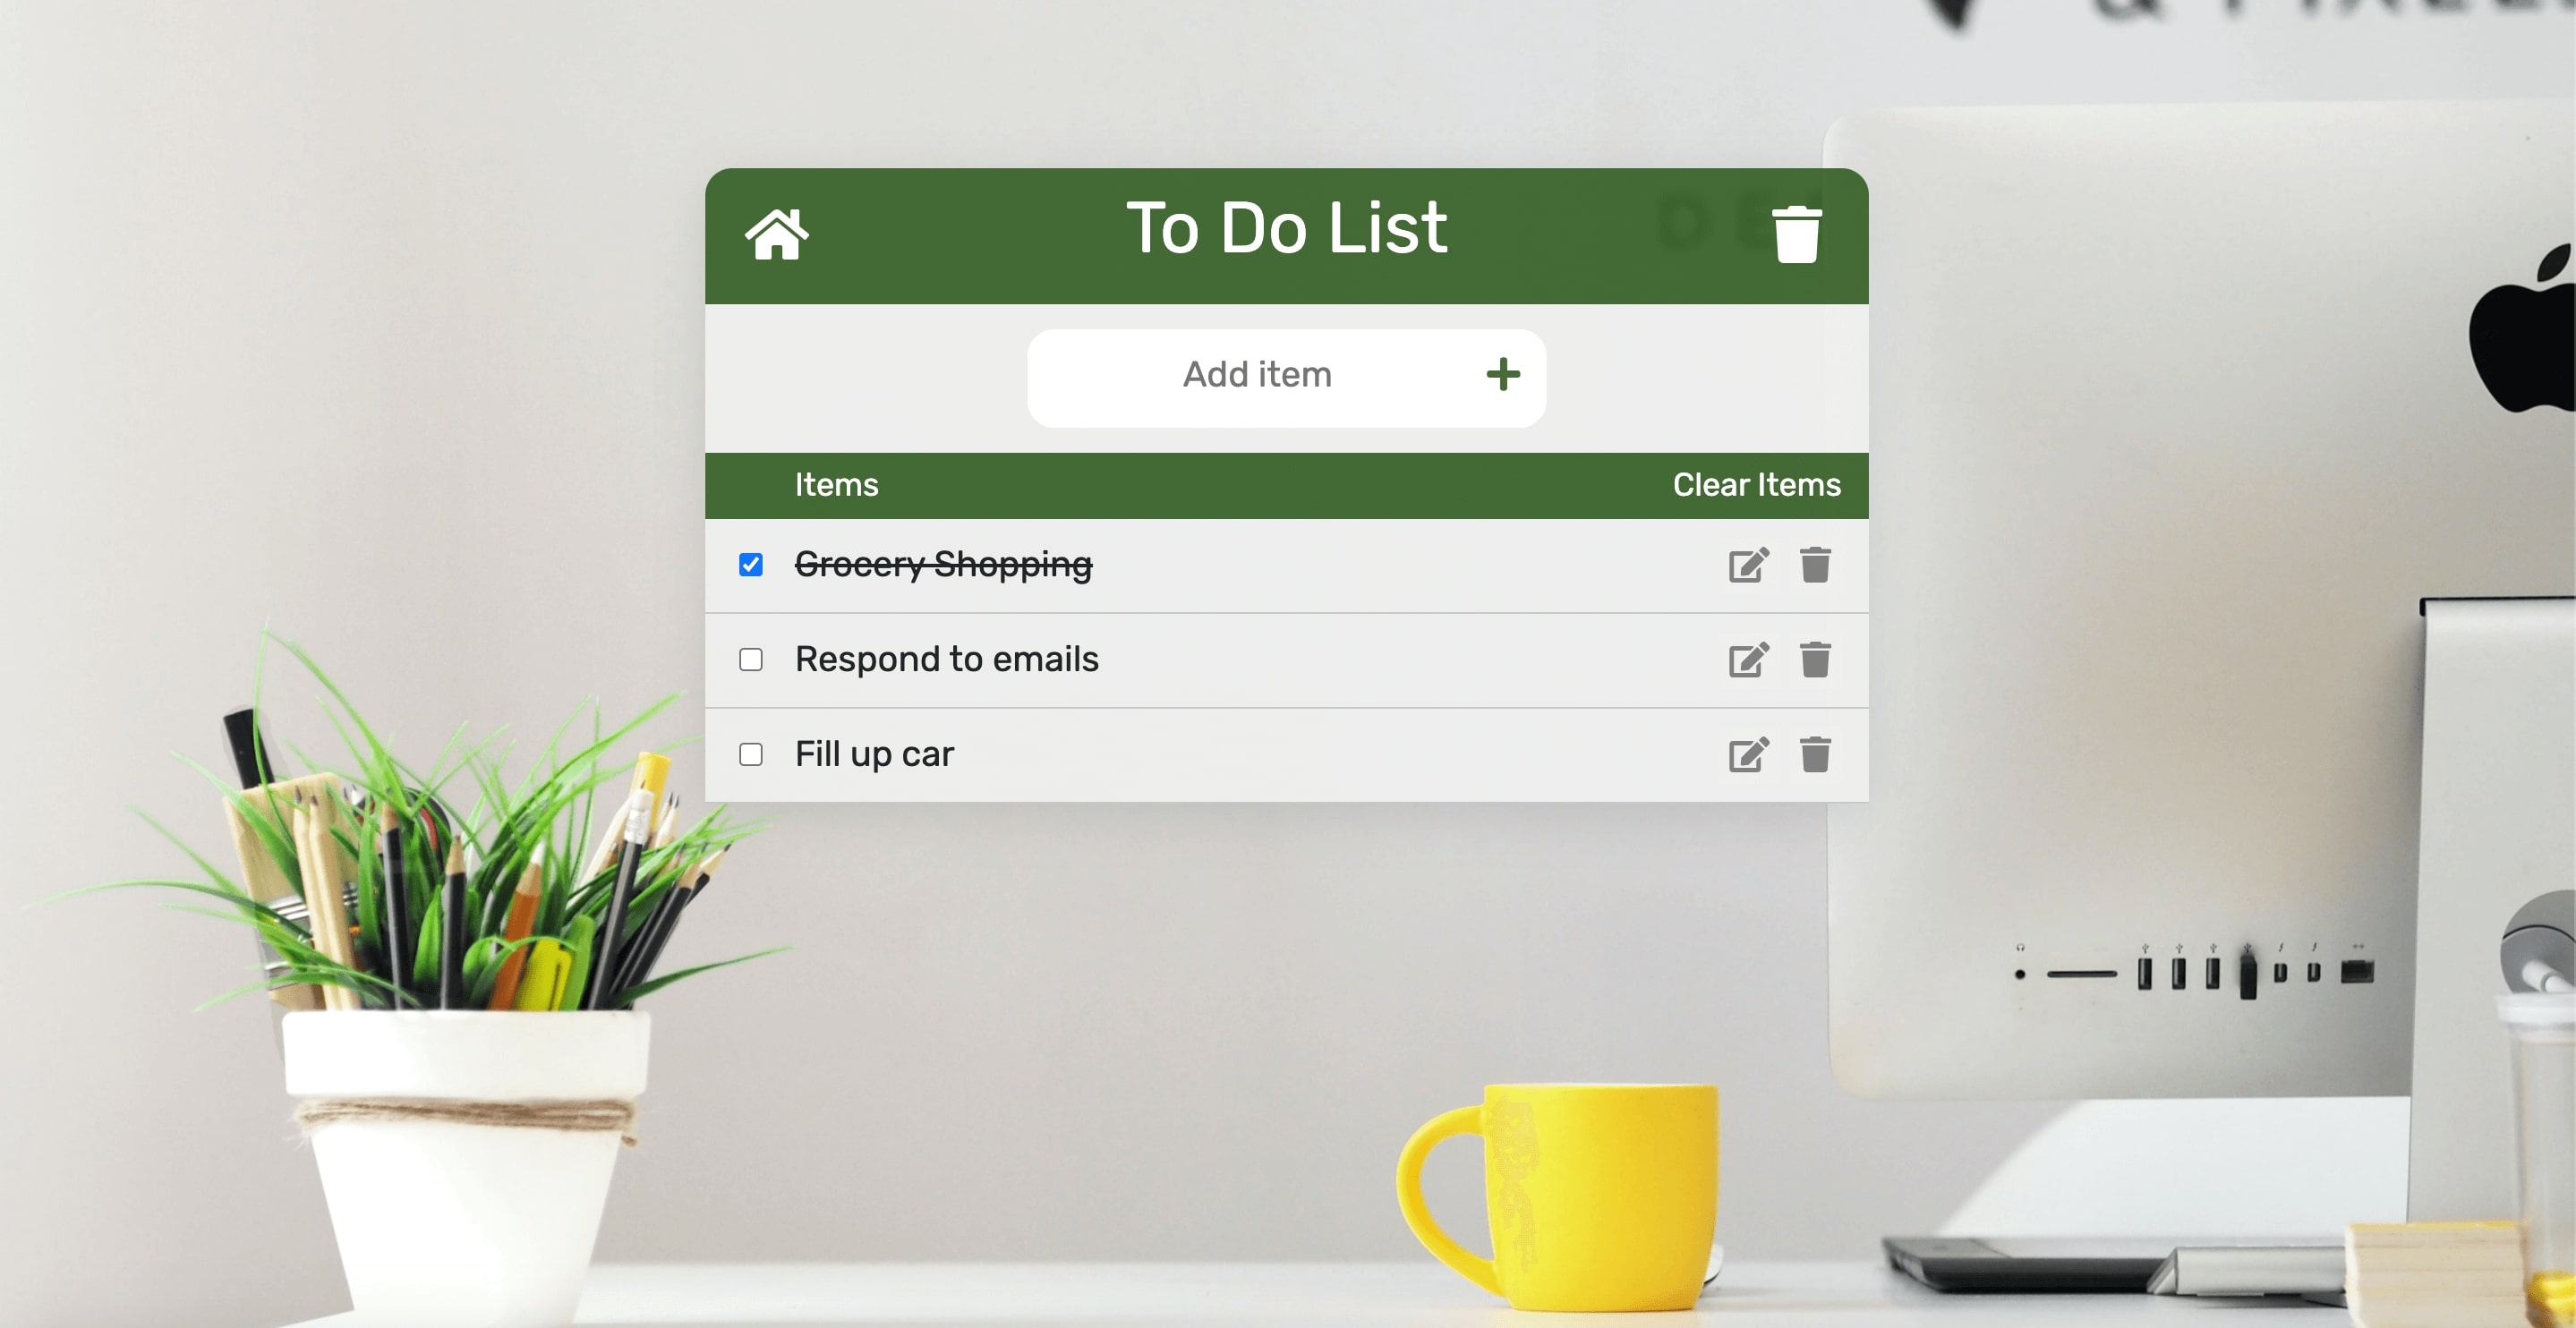 To Do List
Add item
Items
Clear Items
Grocery Shopping
Respond to emails
Fill up car